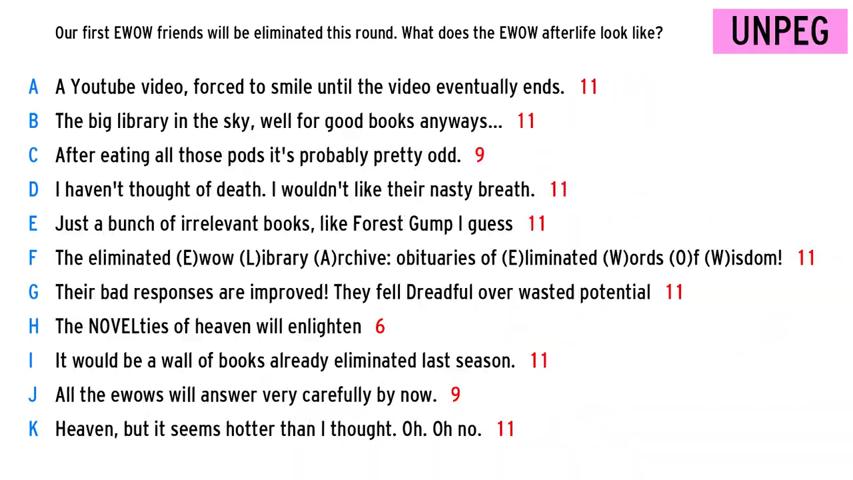 Our first EWOW friends will be eliminated this round. What does the EWOW afterlife look like?
UNPEG
A A Youtube video, forced to smile until the video eventually ends. 11
B The big library in the sky, well for good books anyways... 11
C After eating all those pods it's probably pretty odd. 9
D I haven't thought of death. I wouldn't like their nasty breath. 11
E Just a bunch of irrelevant books, like Forest Gump I guess 11
F The eliminated (E)wow (L)ibrary (A)rchive: obituaries of (E)liminated (W)ords (O)f (W)isdom! 11
G Their bad responses are improved! They fell Dreadful over wasted potential 11
H The NOVELties of heaven will enlighten 6
I It would be a wall of books already eliminated last season. 11
J All the ewows will answer very carefully by now. 9
K Heaven, but it seems hotter than I thought. Oh. Oh no. 11